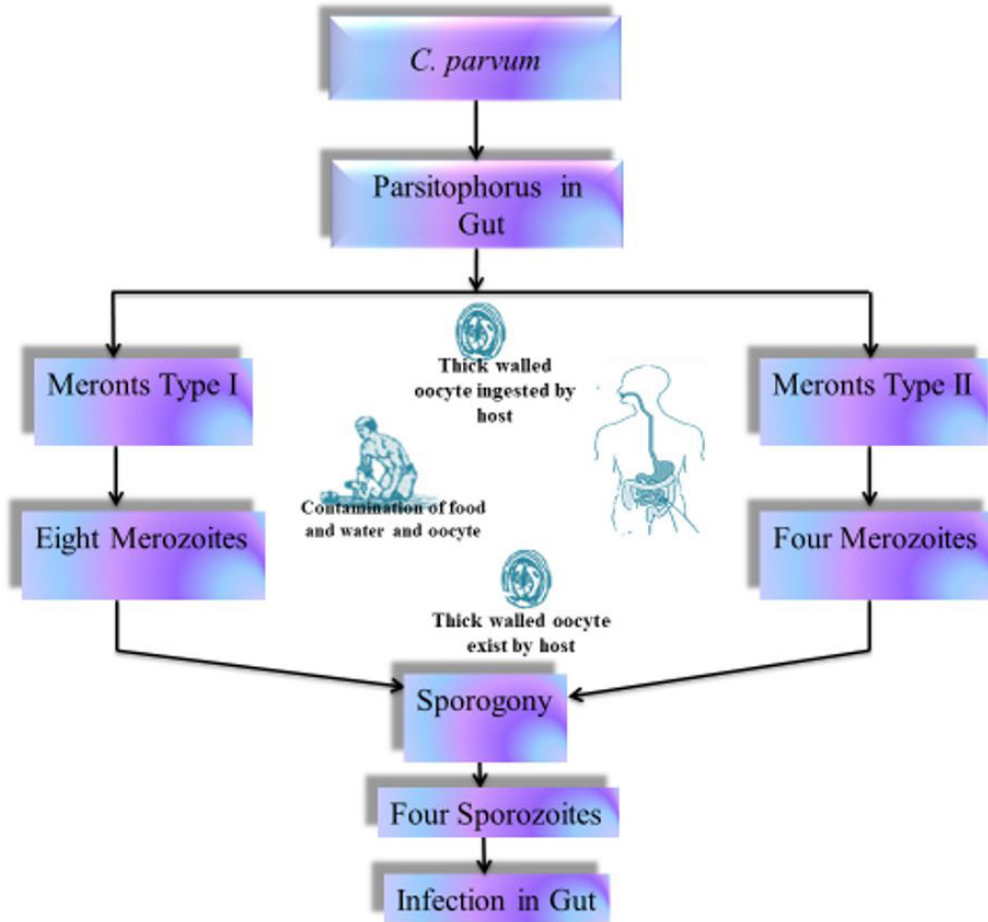 C. parvum
Parsitophorus in
Gut
Meronts Type I
Thick walled
oocyte ingested by
host
Meronts Type II
Eight Merozoites
Contamination of food
and water and oocyte
Four Merozoites
Thick walled oocyte
exist by host
Sporogony
Four Sporozoites
Infection in Gut